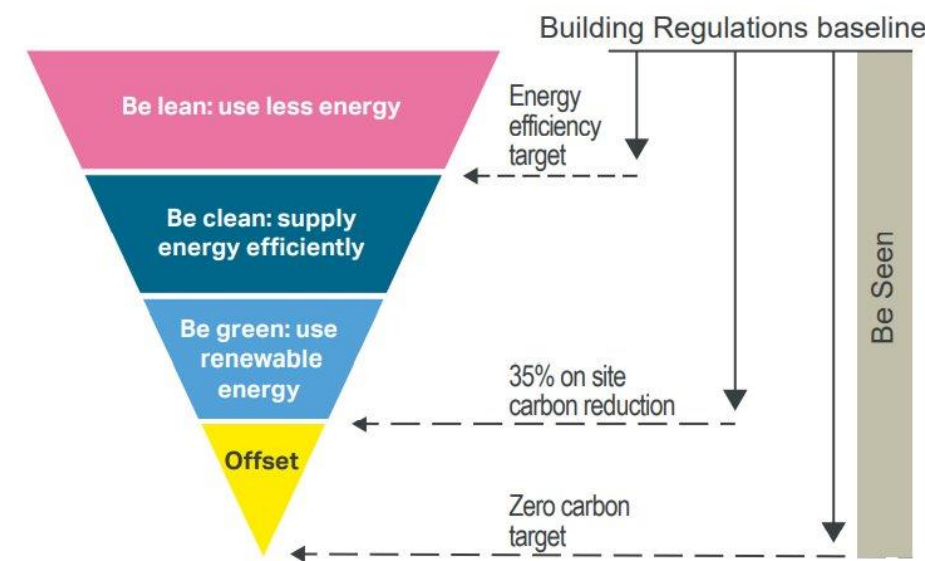 Building Regulations baseline
Be lean: use less energy
Energy
efficiency
target
Be clean: supply
energy efficiently
Be green: use
renewable
energy
35% on site
carbon reduction
Offset
Zero carbon
target
Be Seen